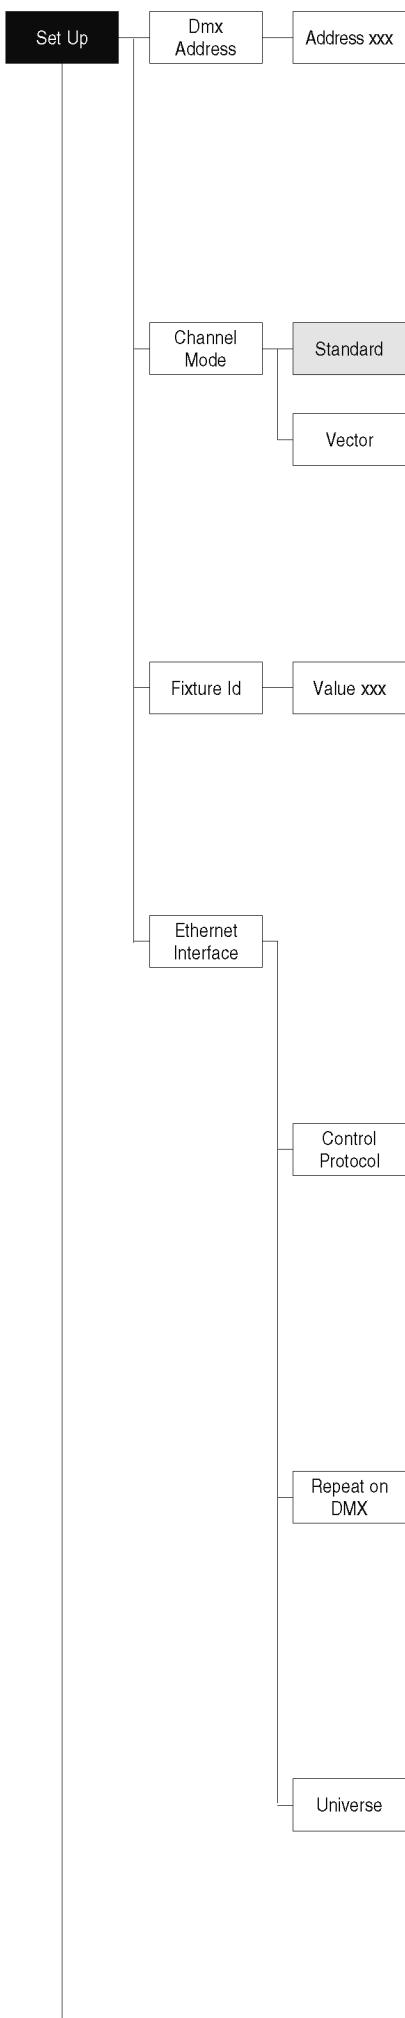 Set Up
Dmx
Address
Address xxx
Channel
Mode
Standard
Vector
Fixture Id
Value xxx
Ethernet
Interface
Control
Protocol
Repeat on
DMX
Universe